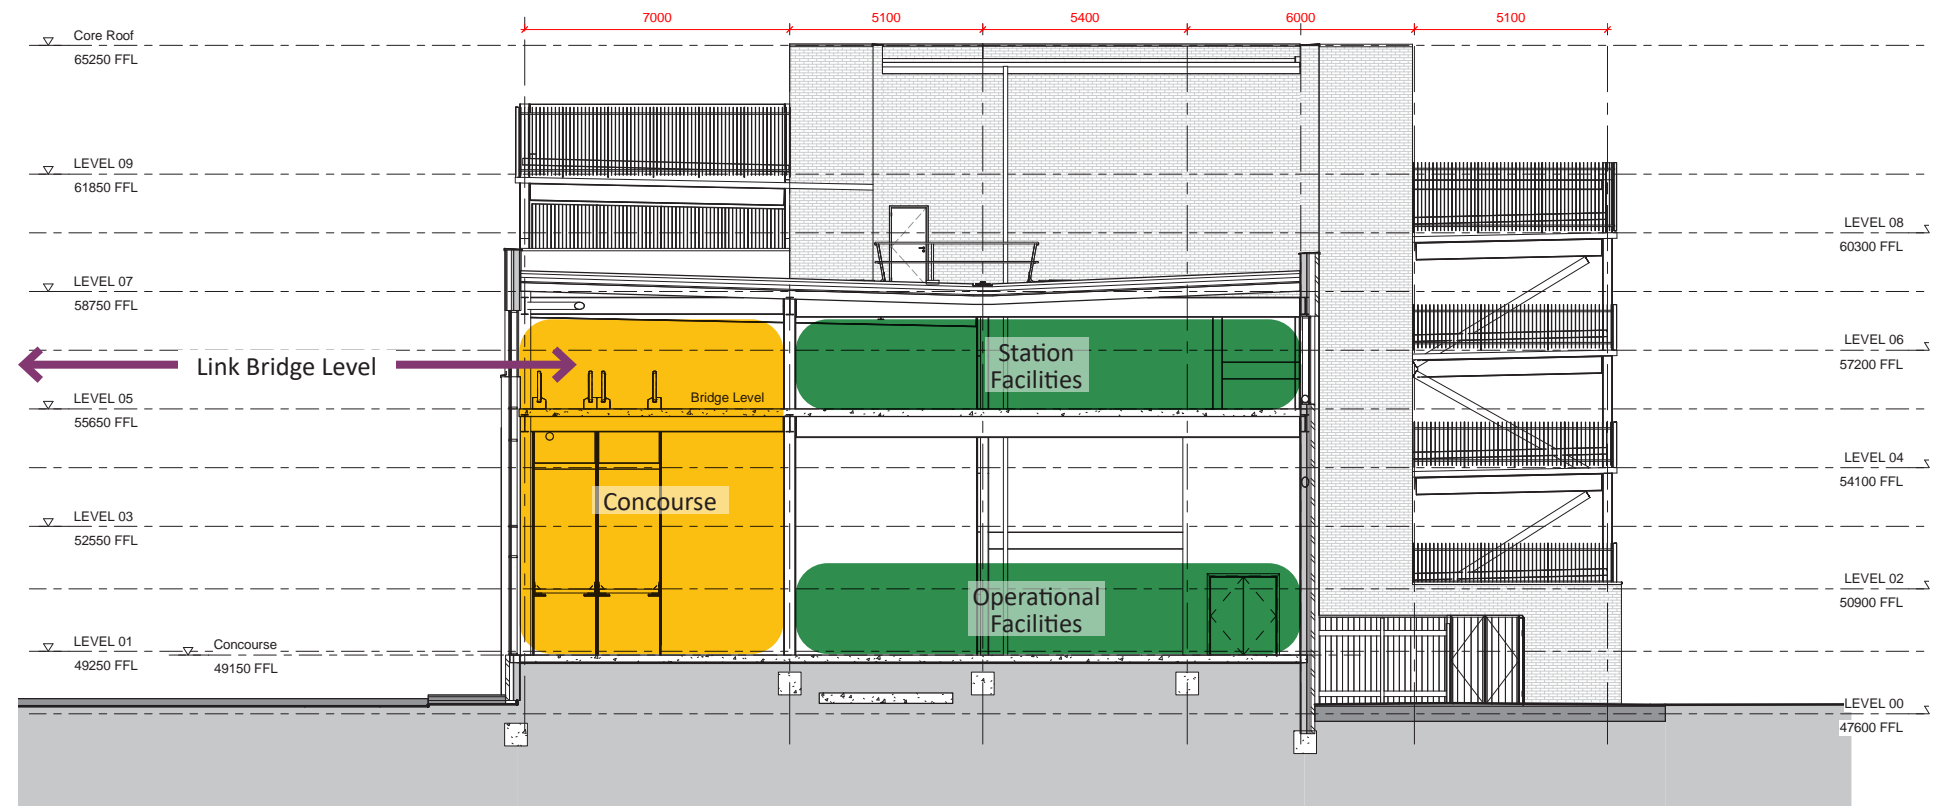 7000
5100
5400
6000
5100
Core Roof
65250 FFL
LEVEL 09
61850 FFL
LEVEL 08
60300 FFL
LEVEL 07
58750 FFL
Link Bridge Level
Station
Facilities
LEVEL 06
57200 FFL
LEVEL 05
55650 FFL
Bridge Level
LEVEL 04
54100 FFL
Concourse
LEVEL 03
52550 FFL
Operational
Facilities
LEVEL 02
50900 FFL
LEVEL 01
49250 FFL
Concourse
49150 FFL
LEVEL 00
47600 FFL